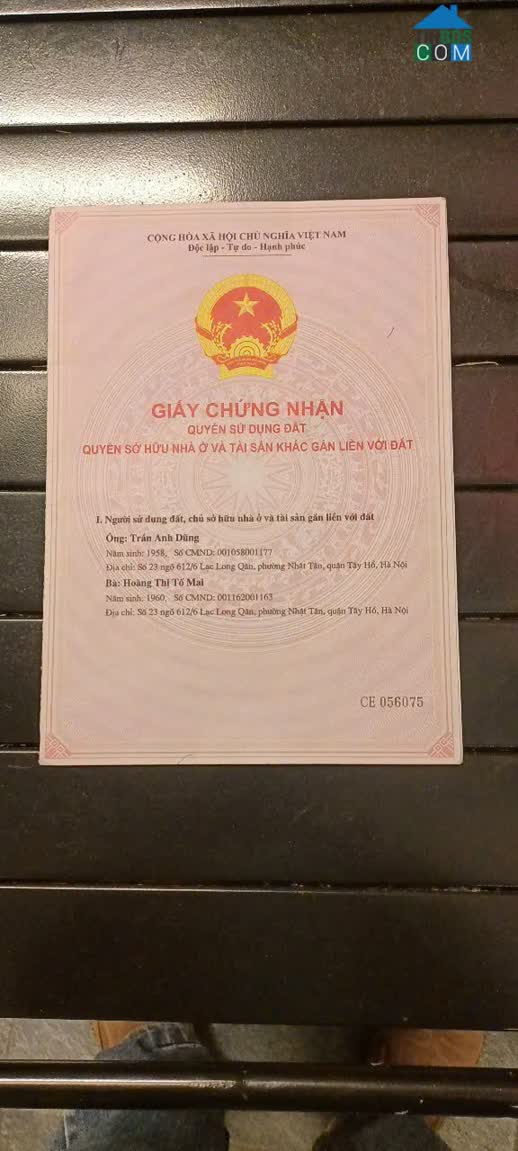 BĐS
COM
CỘNG HÒA XÃ HỘI CHỦ NGHĨA VIỆT NAM
Độc lập - Tự do - Hạnh phúc
GIẤY CHỨNG NHẬN
QUYỀN SỬ DỤNG ĐẤT
QUYỀN SỞ HỮU NHÀ Ở VÀ TÀI SẢN KHÁC GẮN LIỀN VỚI ĐẤT
I. Người sử dụng đất, chủ sở hữu nhà ở và tài sản gắn liền với đất
Ông: Trần Anh Dũng
Năm sinh: 1958, Số CMND: 001058001177
Địa chỉ: Số 23 ngõ 612/6 Lạc Long Quân, phường Nhật Tân, quận Tây Hồ, Hà Nội
Bà: Hoàng Thị Tố Mai
Năm sinh: 1960, Số CMND: 001162001163
Địa chỉ: Số 23 ngõ 612/6 Lạc Long Quân, phường Nhật Tân, quận Tây Hồ, Hà Nội
CE 056075